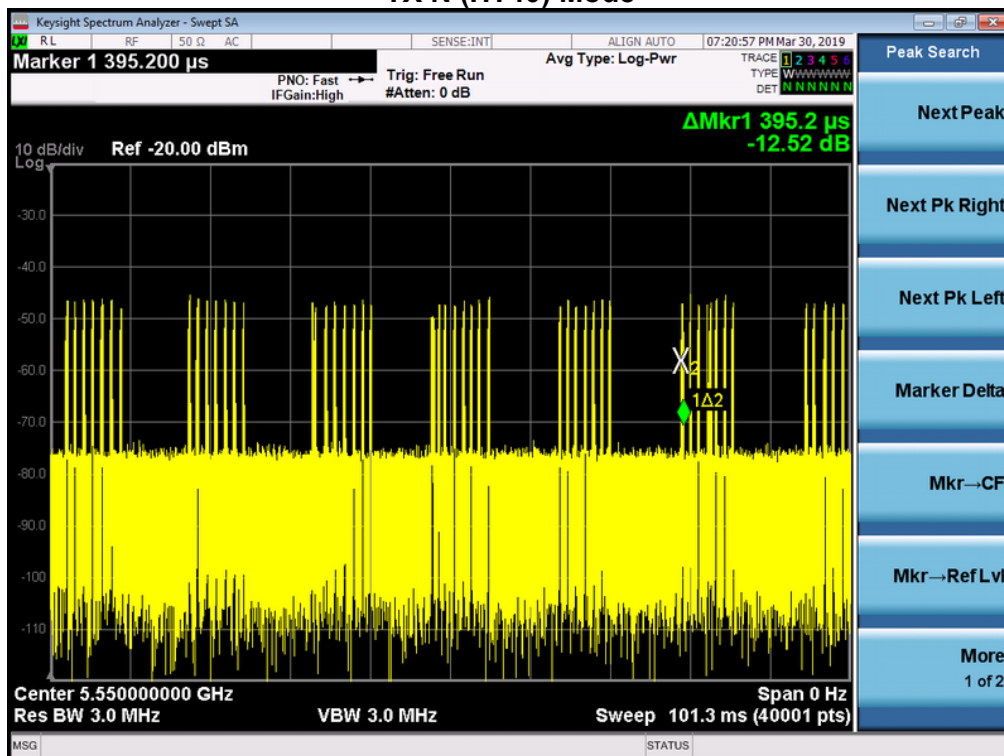 Keysight Spectrum Analyzer - Swept SA
LXI RL RF 50 Ω AC SENSE:INT ALIGN AUTO 07:20:57 PM Mar 30, 2019
Marker 1 395.200 µs
PNO: Fast
IFGain:High
Trig: Free Run
#Atten: 0 dB
Avg Type: Log-Pwr
TRACE 1 2 3 4 5 6
TYPE WWWWWW
DET N N N N N N
ΔMkr1 395.2 µs
-12.52 dB
10 dB/div Ref -20.00 dBm
Log
-30.0
-40.0
-50.0
-60.0
-70.0
-80.0
-90.0
-100
-110
X2
1Δ2
Center 5.550000000 GHz Span 0 Hz
Res BW 3.0 MHz VBW 3.0 MHz Sweep 101.3 ms (40001 pts)
MSG STATUS
Peak Search
Next Peak
Next Pk Right
Next Pk Left
Marker Delta
Mkr→CF
Mkr→Ref Lvl
More
1 of 2